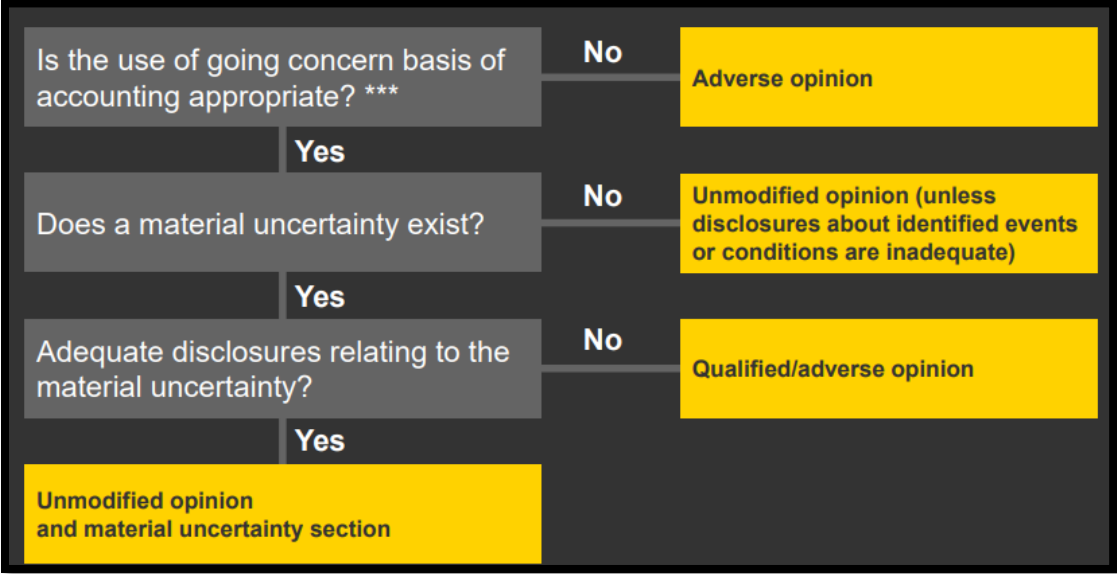 Is the use of going concern basis of
accounting appropriate? ***
No
Adverse opinion
Yes
Does a material uncertainty exist?
No
Unmodified opinion (unless
disclosures about identified events
or conditions are inadequate)
Yes
Adequate disclosures relating to the
material uncertainty?
No
Qualified/adverse opinion
Yes
Unmodified opinion
and material uncertainty section